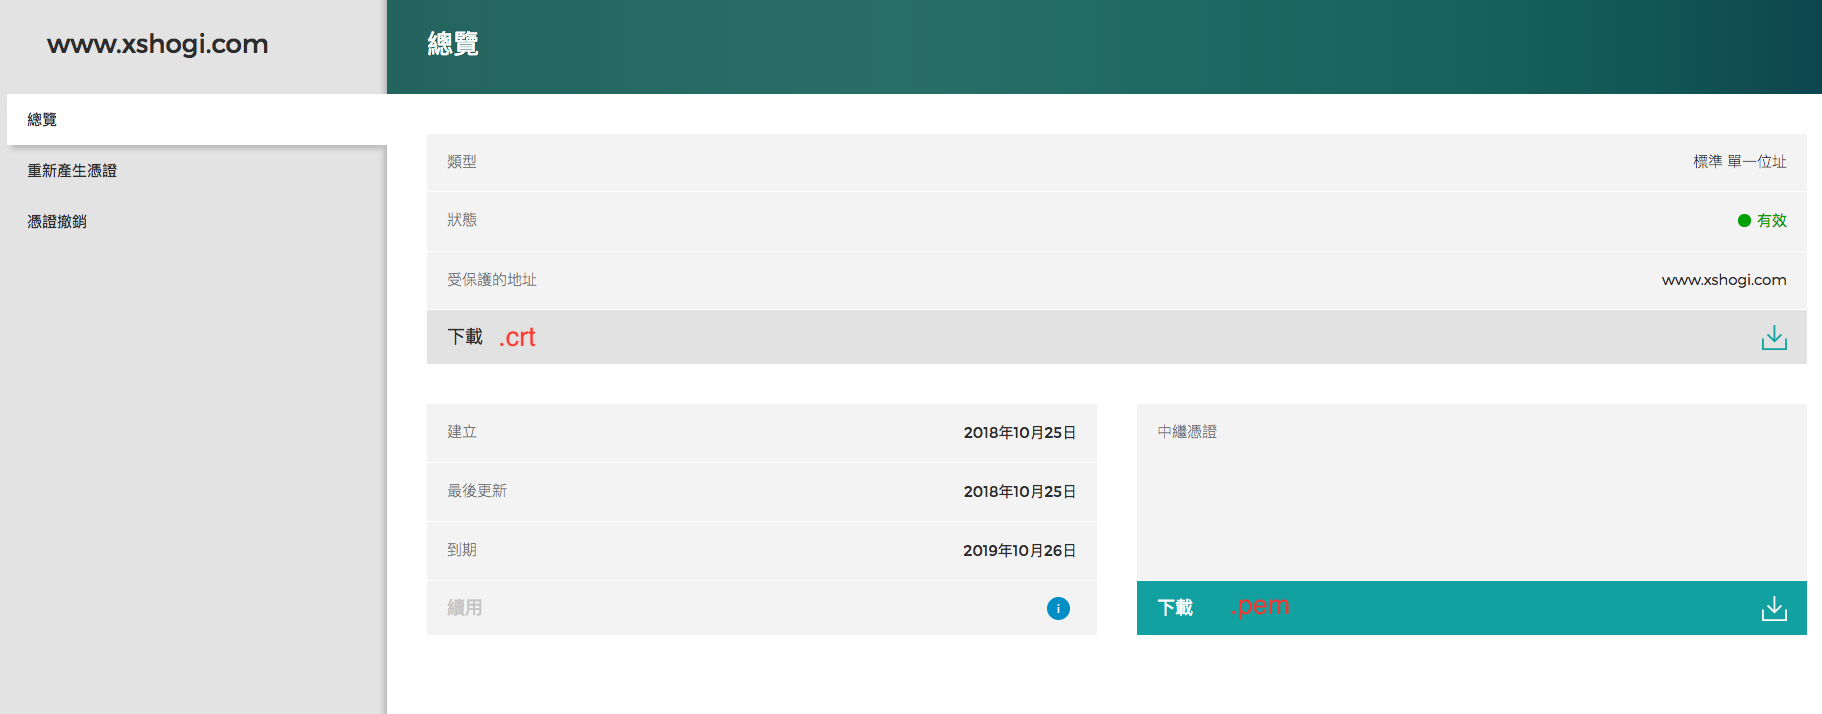 www.xshogi.com
總覽
總覽
重新產生憑證
憑證撤銷
類型 標準 單一位址
狀態 有效
受保護的地址 www.xshogi.com
下載 .crt
建立 2018年10月25日
最後更新 2018年10月25日
到期 2019年10月26日
續用 i
中繼憑證
下載 .pem